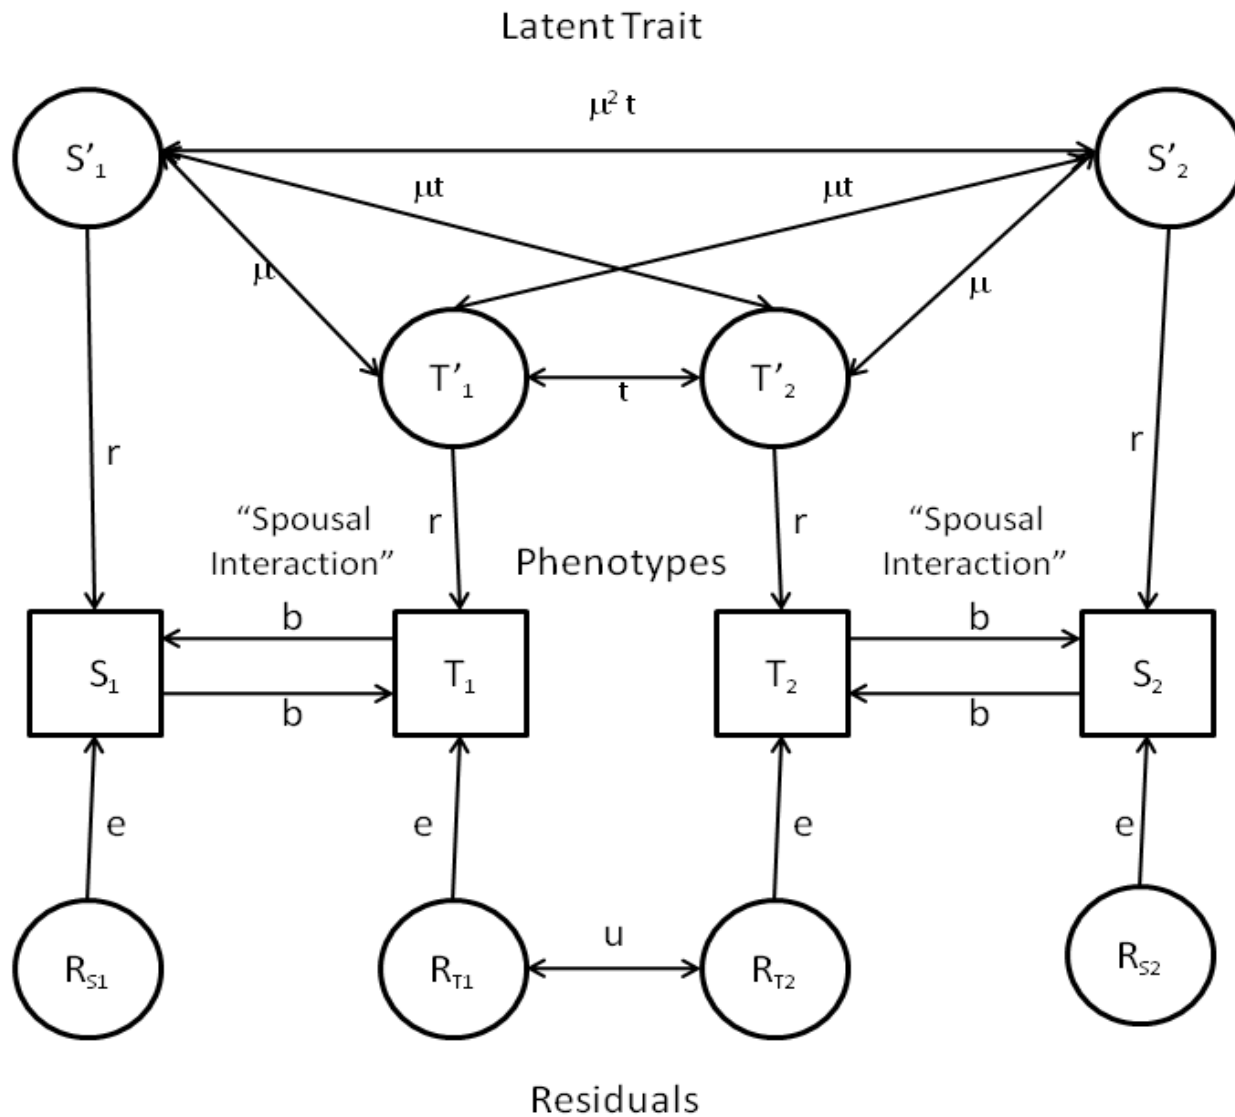 Latent Trait
μ² t
S’₁
S’₂
μt
μt
μ
μ
T’₁
T’₂
t
r
r
“Spousal
Interaction”
r
Phenotypes
r
“Spousal
Interaction”
b
b
S₁
T₁
T₂
S₂
b
b
e
e
e
e
u
R_S1
R_T1
R_T2
R_S2
Residuals